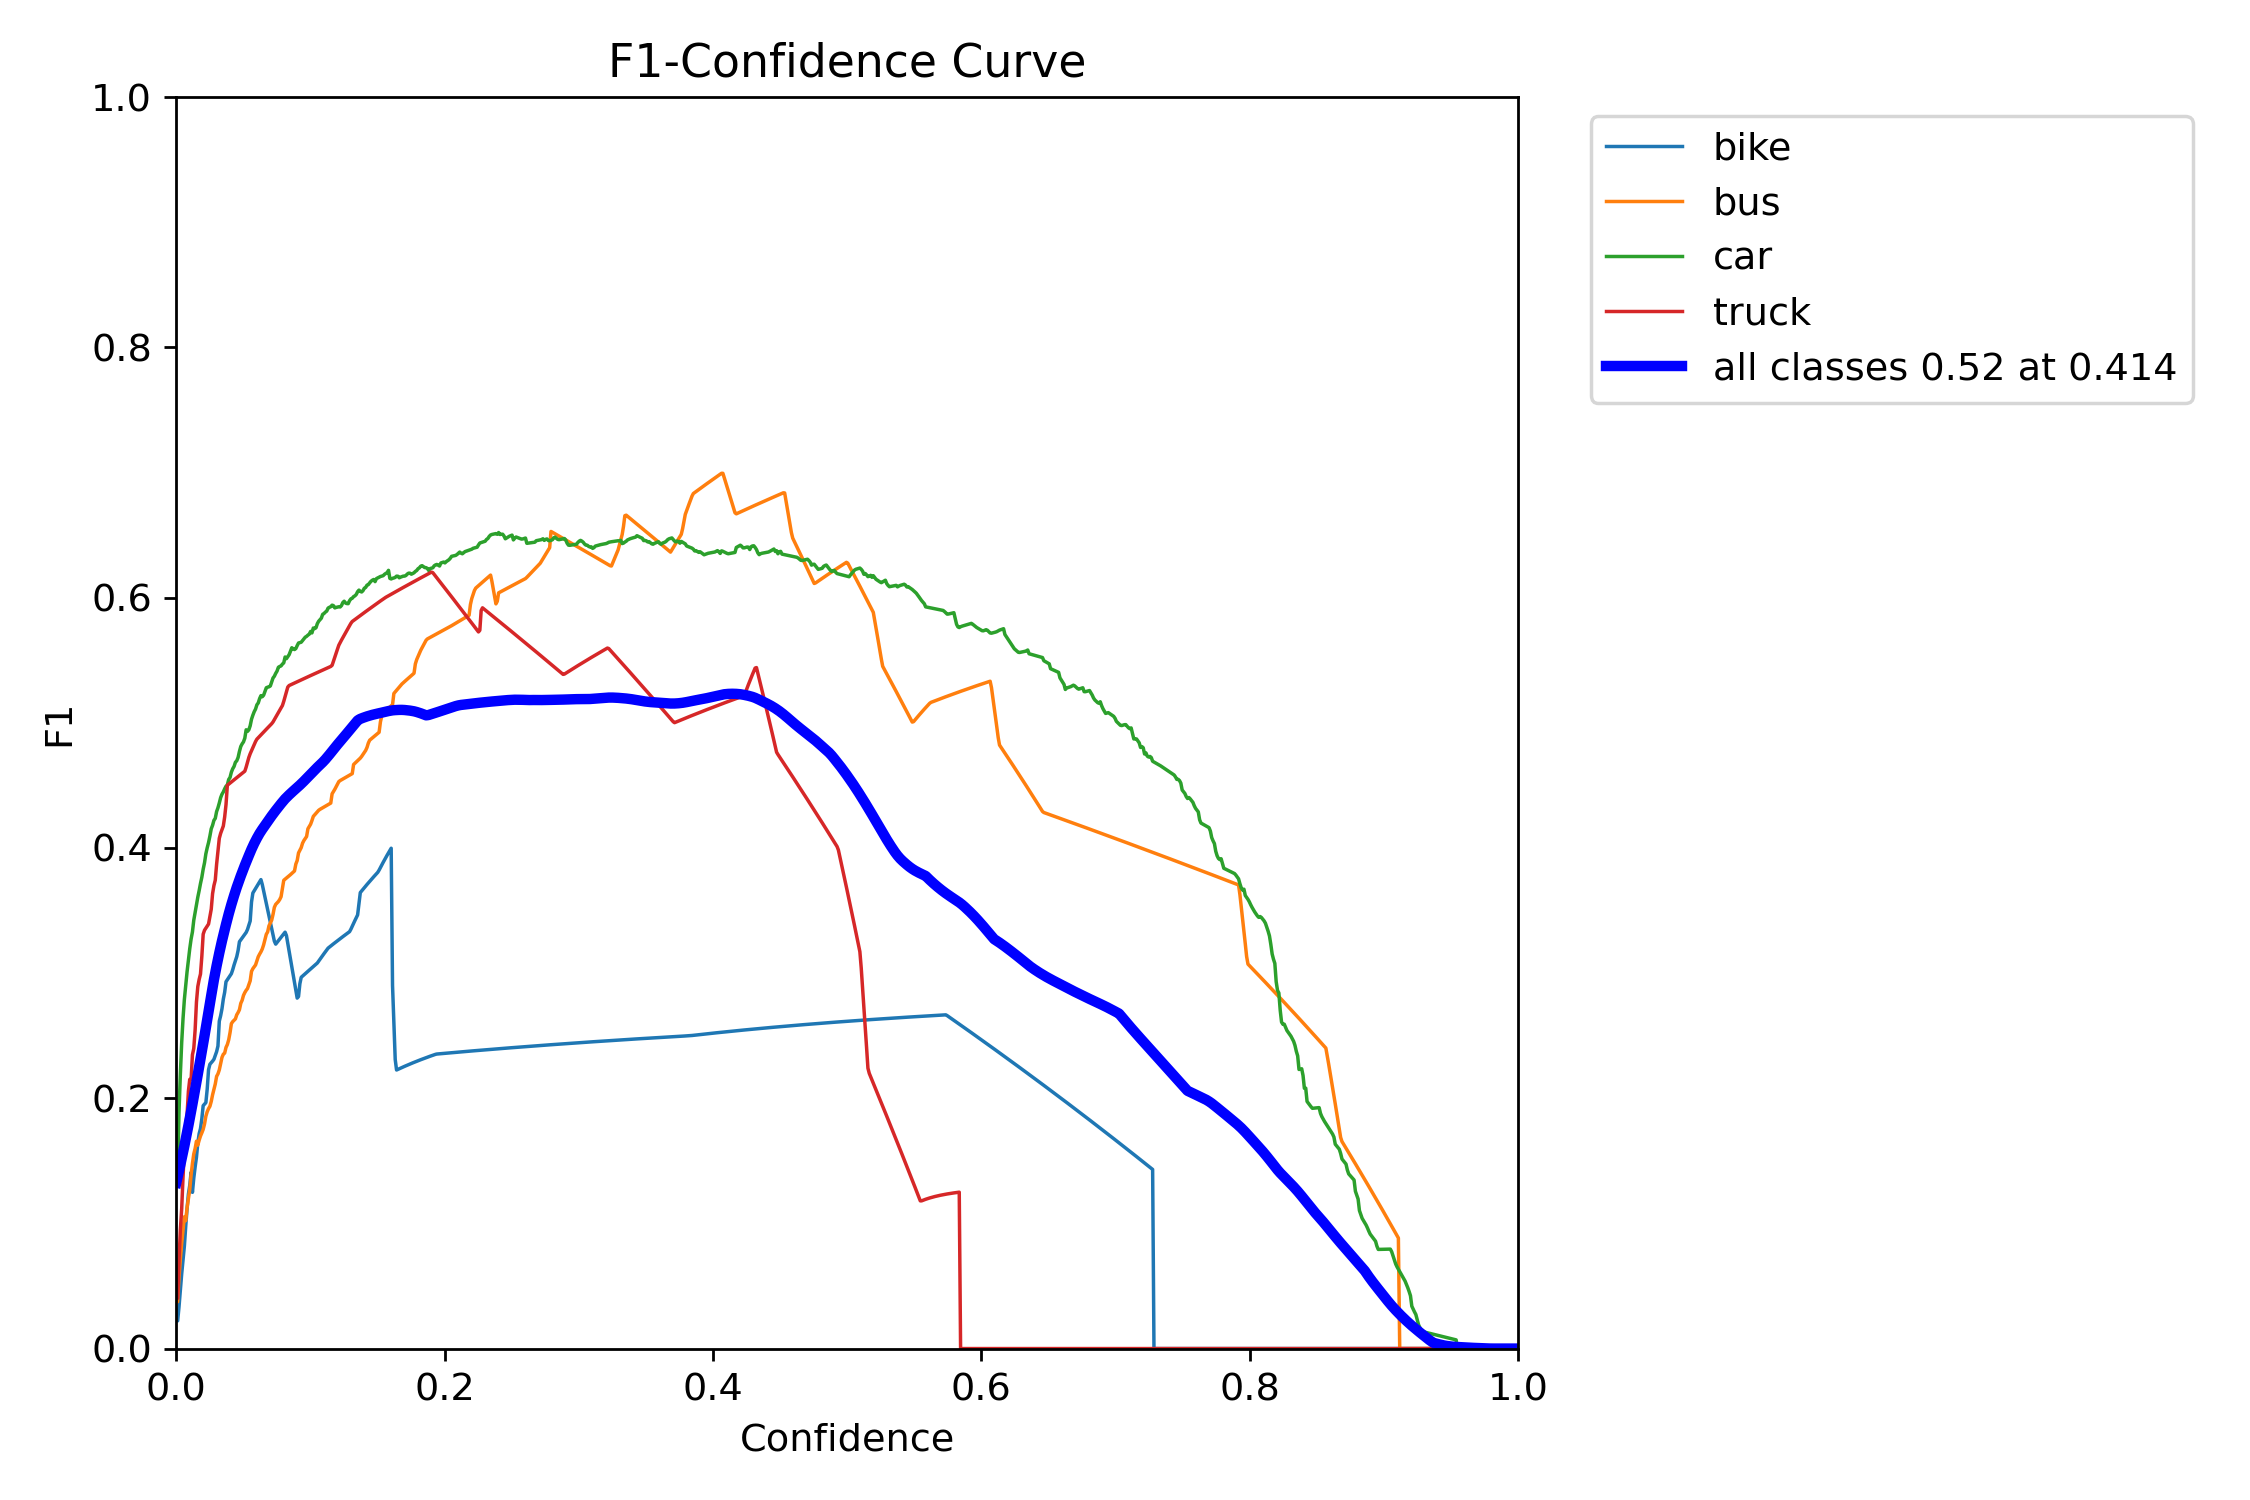 F1-Confidence Curve
1.0
0.8
0.6
0.4
0.2
0.0
F1
0.0 0.2 0.4 0.6 0.8 1.0
Confidence
bike
bus
car
truck
all classes 0.52 at 0.414